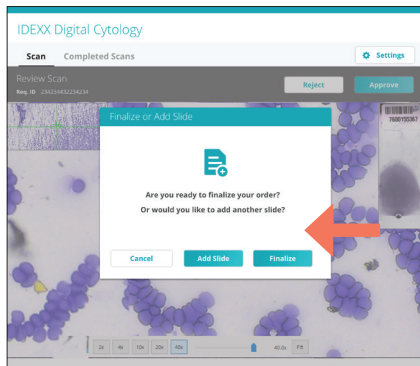 IDEXX Digital Cytology
Scan Completed Scans Settings
Review Scan
Req. ID 234234432234234
Reject Approve
Finalize or Add Slide
7600120367
Are you ready to finalize your order?
Or would you like to add another slide?
Cancel Add Slide Finalize
2x 4x 10x 20x 40x 40.0x Fit